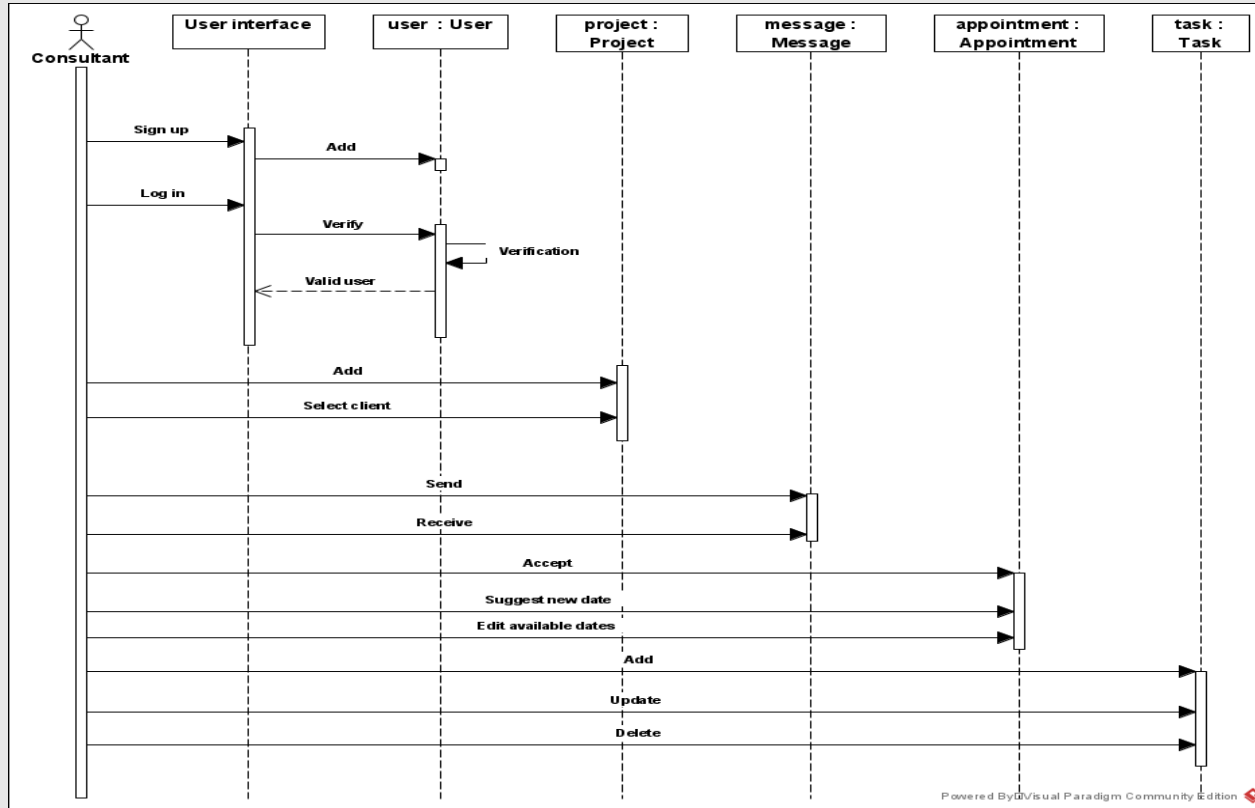 User interface
user : User
project :
Project
message :
Message
appointment :
Appointment
task :
Task
Consultant
Sign up
Add
Log in
Verify
Verification
Valid user
Add
Select client
Send
Receive
Accept
Suggest new date
Edit available dates
Add
Update
Delete
Powered By Visual Paradigm Community Edition